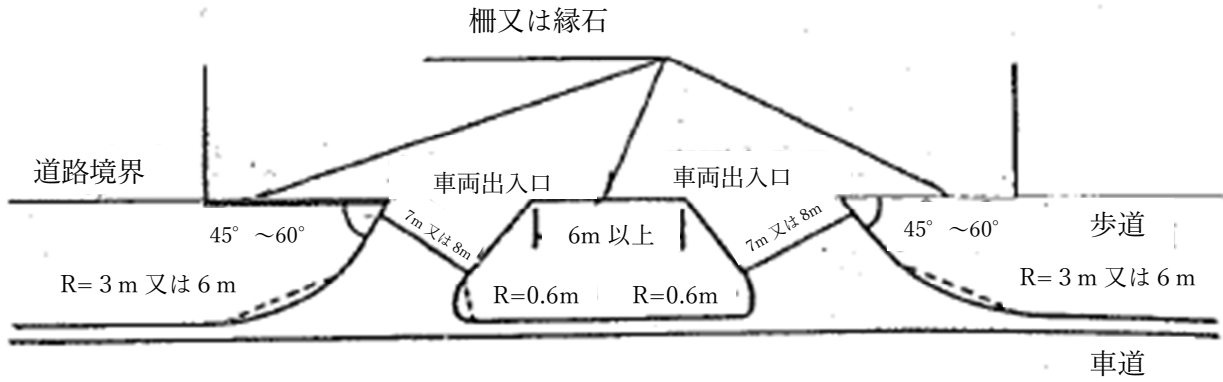 柵又は縁石
道路境界
車両出入口
車両出入口
45° ～60°
7m 又は 8m
6m 以上
7m 又は 8m
45° ～60°
歩道
R= 3 m 又は 6 m
R=0.6m
R=0.6m
R= 3 m 又は 6 m
車道